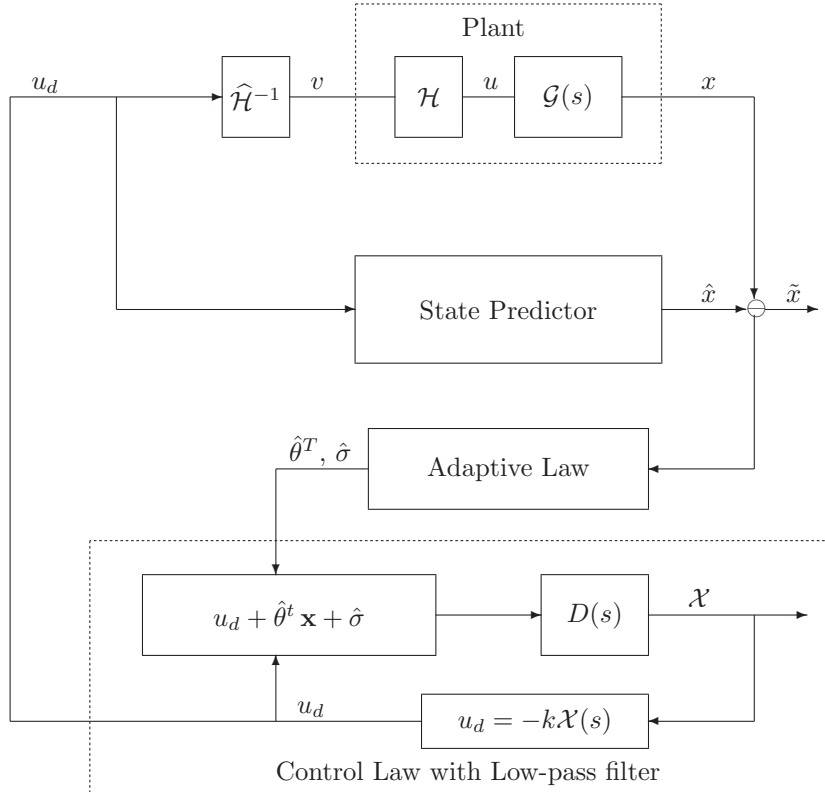 Plant
u_d
\widehat{\mathcal{H}}^{-1}
v
\mathcal{H}
u
\mathcal{G}(s)
x
State Predictor
\hat{x}
\tilde{x}
\hat{\theta}^T, \hat{\sigma}
Adaptive Law
u_d + \hat{\theta}^t \mathbf{x} + \hat{\sigma}
D(s)
\mathcal{X}
u_d
u_d = -k\mathcal{X}(s)
Control Law with Low-pass filter